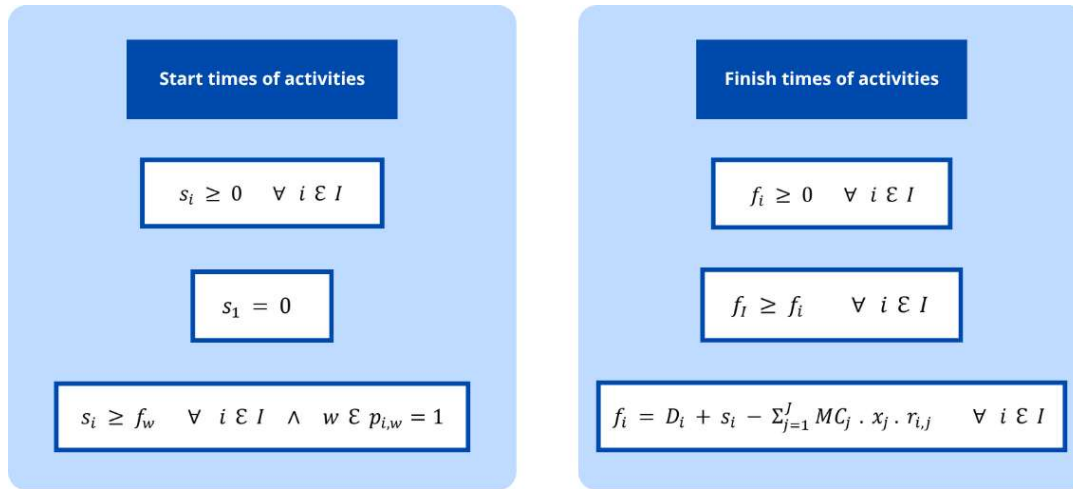 Start times of activities
s_i ≥ 0 ∀ i Ɛ I
s_1 = 0
s_i ≥ f_w ∀ i Ɛ I ∧ w Ɛ p_{i,w} = 1
Finish times of activities
f_i ≥ 0 ∀ i Ɛ I
f_I ≥ f_i ∀ i Ɛ I
f_i = D_i + s_i − Σ_{j=1}^{J} MC_j . x_j . r_{i,j} ∀ i Ɛ I